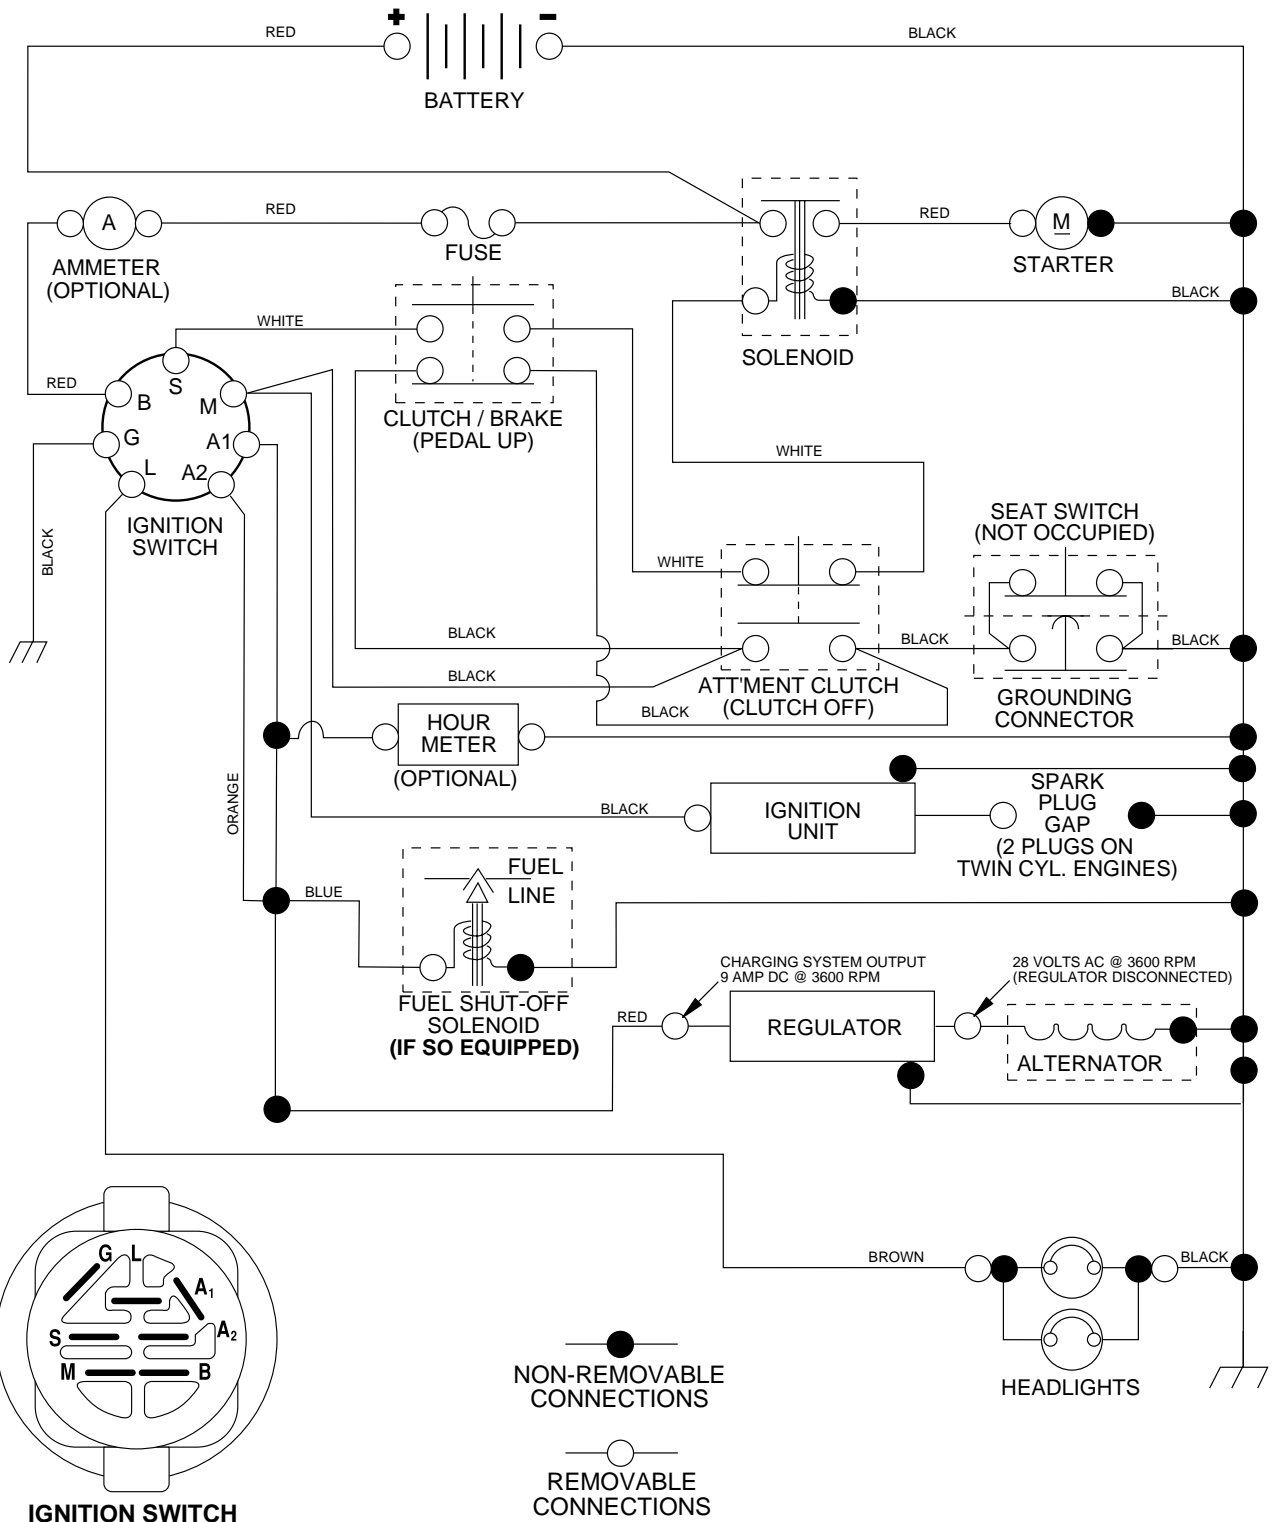 + -
RED
BLACK
BATTERY
A
RED
FUSE
RED
M
AMMETER
(OPTIONAL)
STARTER
BLACK
WHITE
SOLENOID
RED
S
B
M
G
A1
L
A2
CLUTCH / BRAKE
(PEDAL UP)
WHITE
IGNITION
SWITCH
BLACK
SEAT SWITCH
(NOT OCCUPIED)
WHITE
BLACK
BLACK
BLACK
BLACK
ATT'MENT CLUTCH
(CLUTCH OFF)
BLACK
GROUNDING
CONNECTOR
HOUR
METER
(OPTIONAL)
ORANGE
BLACK
IGNITION
UNIT
SPARK
PLUG
GAP
(2 PLUGS ON
TWIN CYL. ENGINES)
BLUE
FUEL
LINE
FUEL SHUT-OFF
SOLENOID
(IF SO EQUIPPED)
CHARGING SYSTEM OUTPUT
9 AMP DC @ 3600 RPM
28 VOLTS AC @ 3600 RPM
(REGULATOR DISCONNECTED)
RED
REGULATOR
ALTERNATOR
BROWN
BLACK
HEADLIGHTS
G L
A1
S
A2
M
B
IGNITION SWITCH
NON-REMOVABLE
CONNECTIONS
REMOVABLE
CONNECTIONS